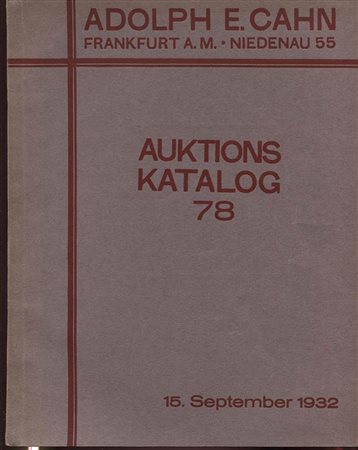 ADOLPH E. CAHN
FRANKFURT A. M. • NIEDENAU 55
AUKTIONS
KATALOG
78
15. September 1932